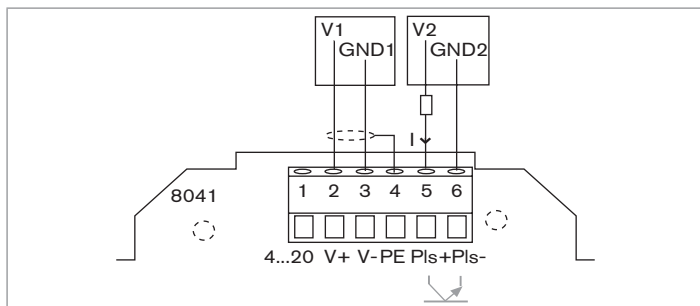 V1
GND1
V2
GND2
I
8041
1 2 3 4 5 6
4...20 V+ V- PE Pls+ Pls-